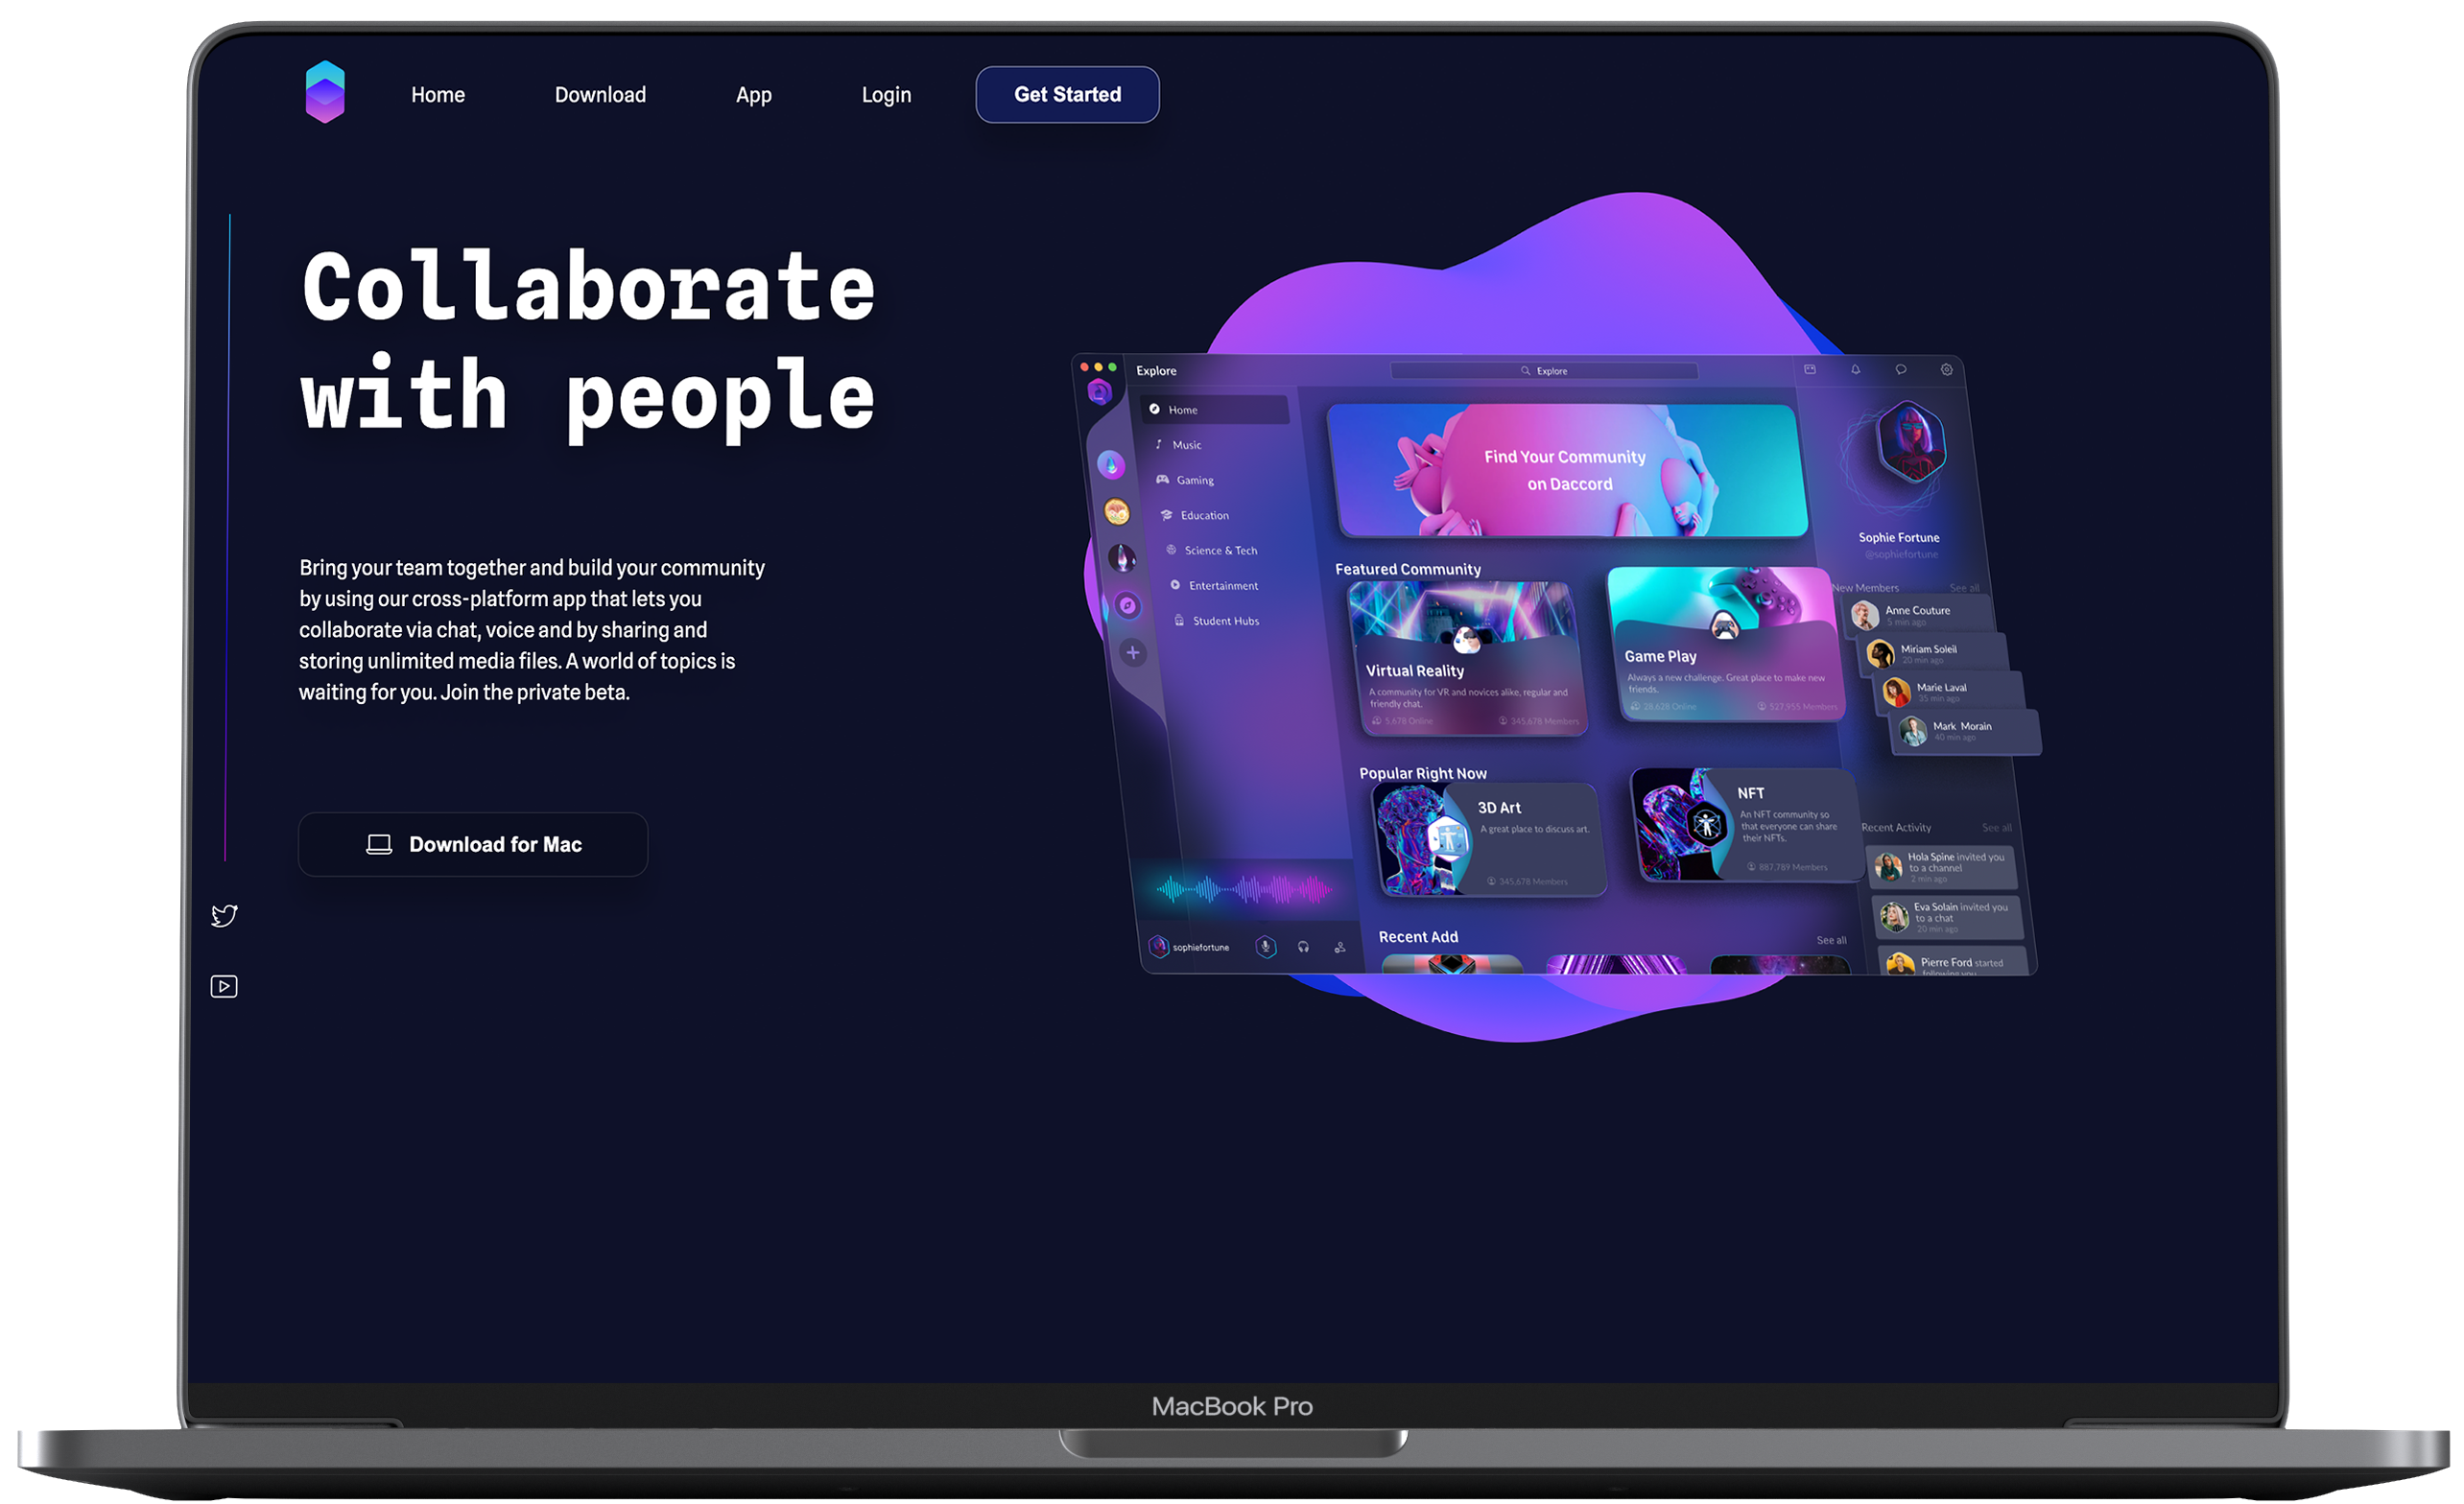 Home
Download
App
Login
Get Started
Collaborate
with people
Bring your team together and build your community
by using our cross-platform app that lets you
collaborate via chat, voice and by sharing and
storing unlimited media files. A world of topics is
waiting for you. Join the private beta.
Download for Mac
Explore
Explore
Home
Music
Gaming
Education
Science & Tech
Entertainment
Student Hubs
sophiefortune
Find Your Community
on Daccord
Featured Community
Virtual Reality
A community for VR and novices alike, regular and
friendly chat.
5,678 Online
345,678 Members
Game Play
Always a new challenge. Great place to make new
friends.
28,628 Online
527,955 Members
Popular Right Now
3D Art
A great place to discuss art.
345,678 Members
NFT
An NFT community so
that everyone can share
their NFTs.
887,789 Members
Recent Add
See all
Sophie Fortune
@sophiefortune
New Members
See all
Anne Couture
5 min ago
Miriam Soleil
20 min ago
Marie Laval
35 min ago
Mark Morain
40 min ago
Recent Activity
See all
Hola Spine invited you
to a channel
2 min ago
Eva Solain invited you
to a chat
20 min ago
Pierre Ford started
following you
MacBook Pro